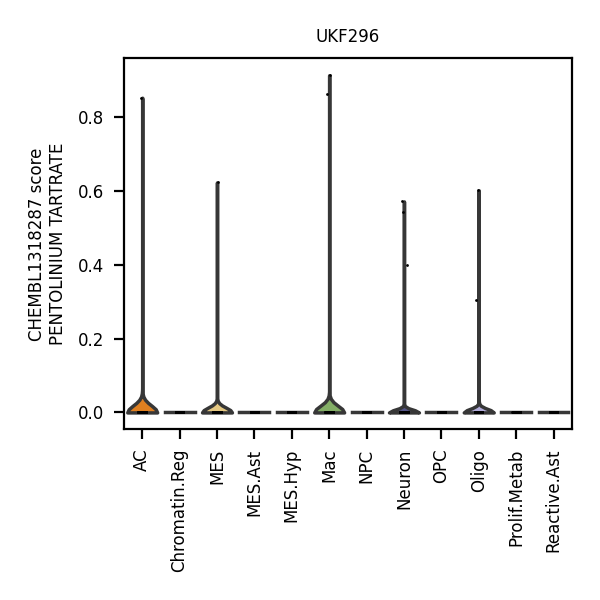 UKF296
CHEMBL1318287 score
PENTOLINIUM TARTRATE
0.8
0.6
0.4
0.2
0.0
AC
Chromatin.Reg
MES
MES.Ast
MES.Hyp
Mac
NPC
Neuron
OPC
Oligo
Prolif.Metab
Reactive.Ast